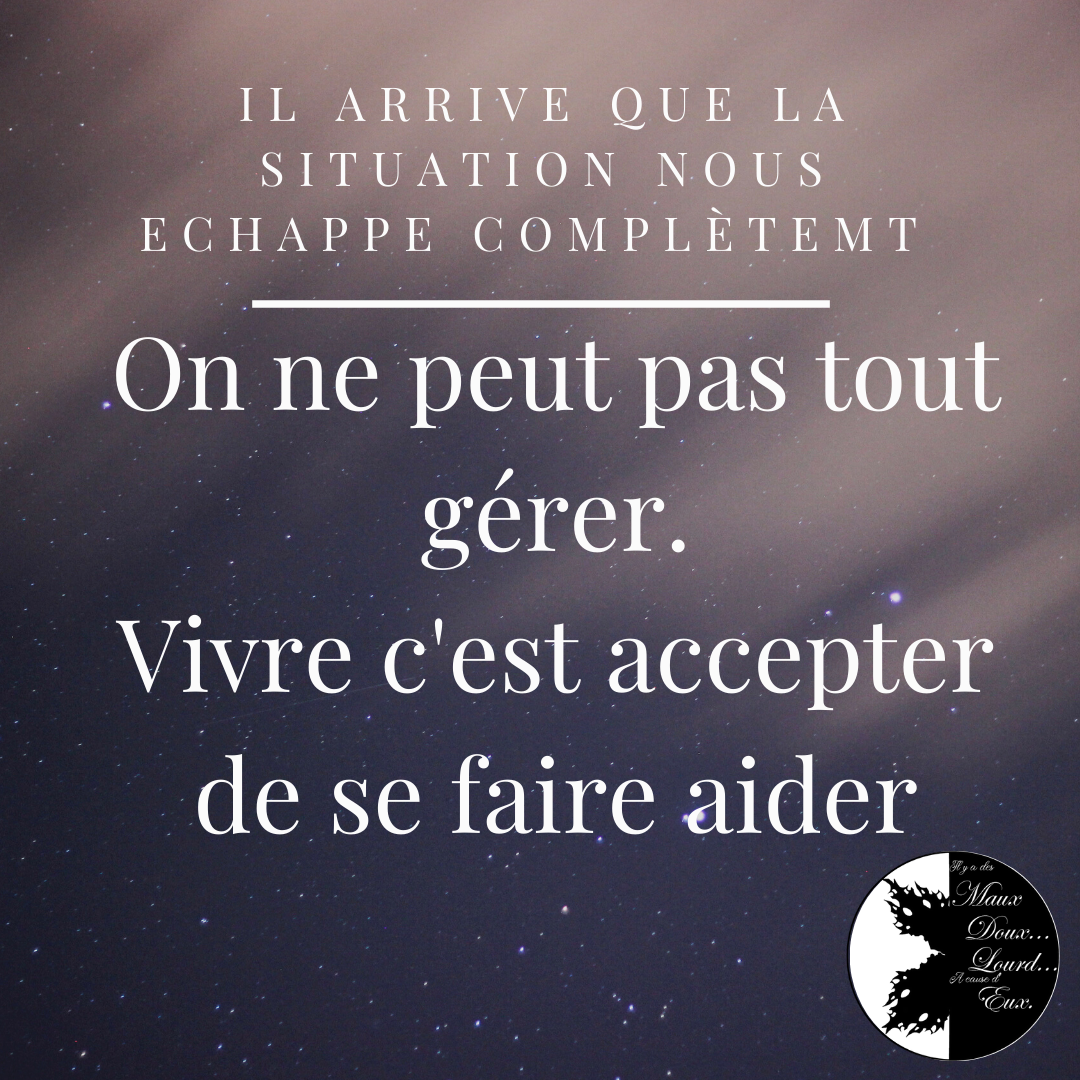 IL ARRIVE QUE LA
SITUATION NOUS
ECHAPPE COMPLÈTEMT
On ne peut pas tout
gérer.
Vivre c'est accepter
de se faire aider
Il y a des
Maux
Doux...
Lourd...
A cause d'
Eux.